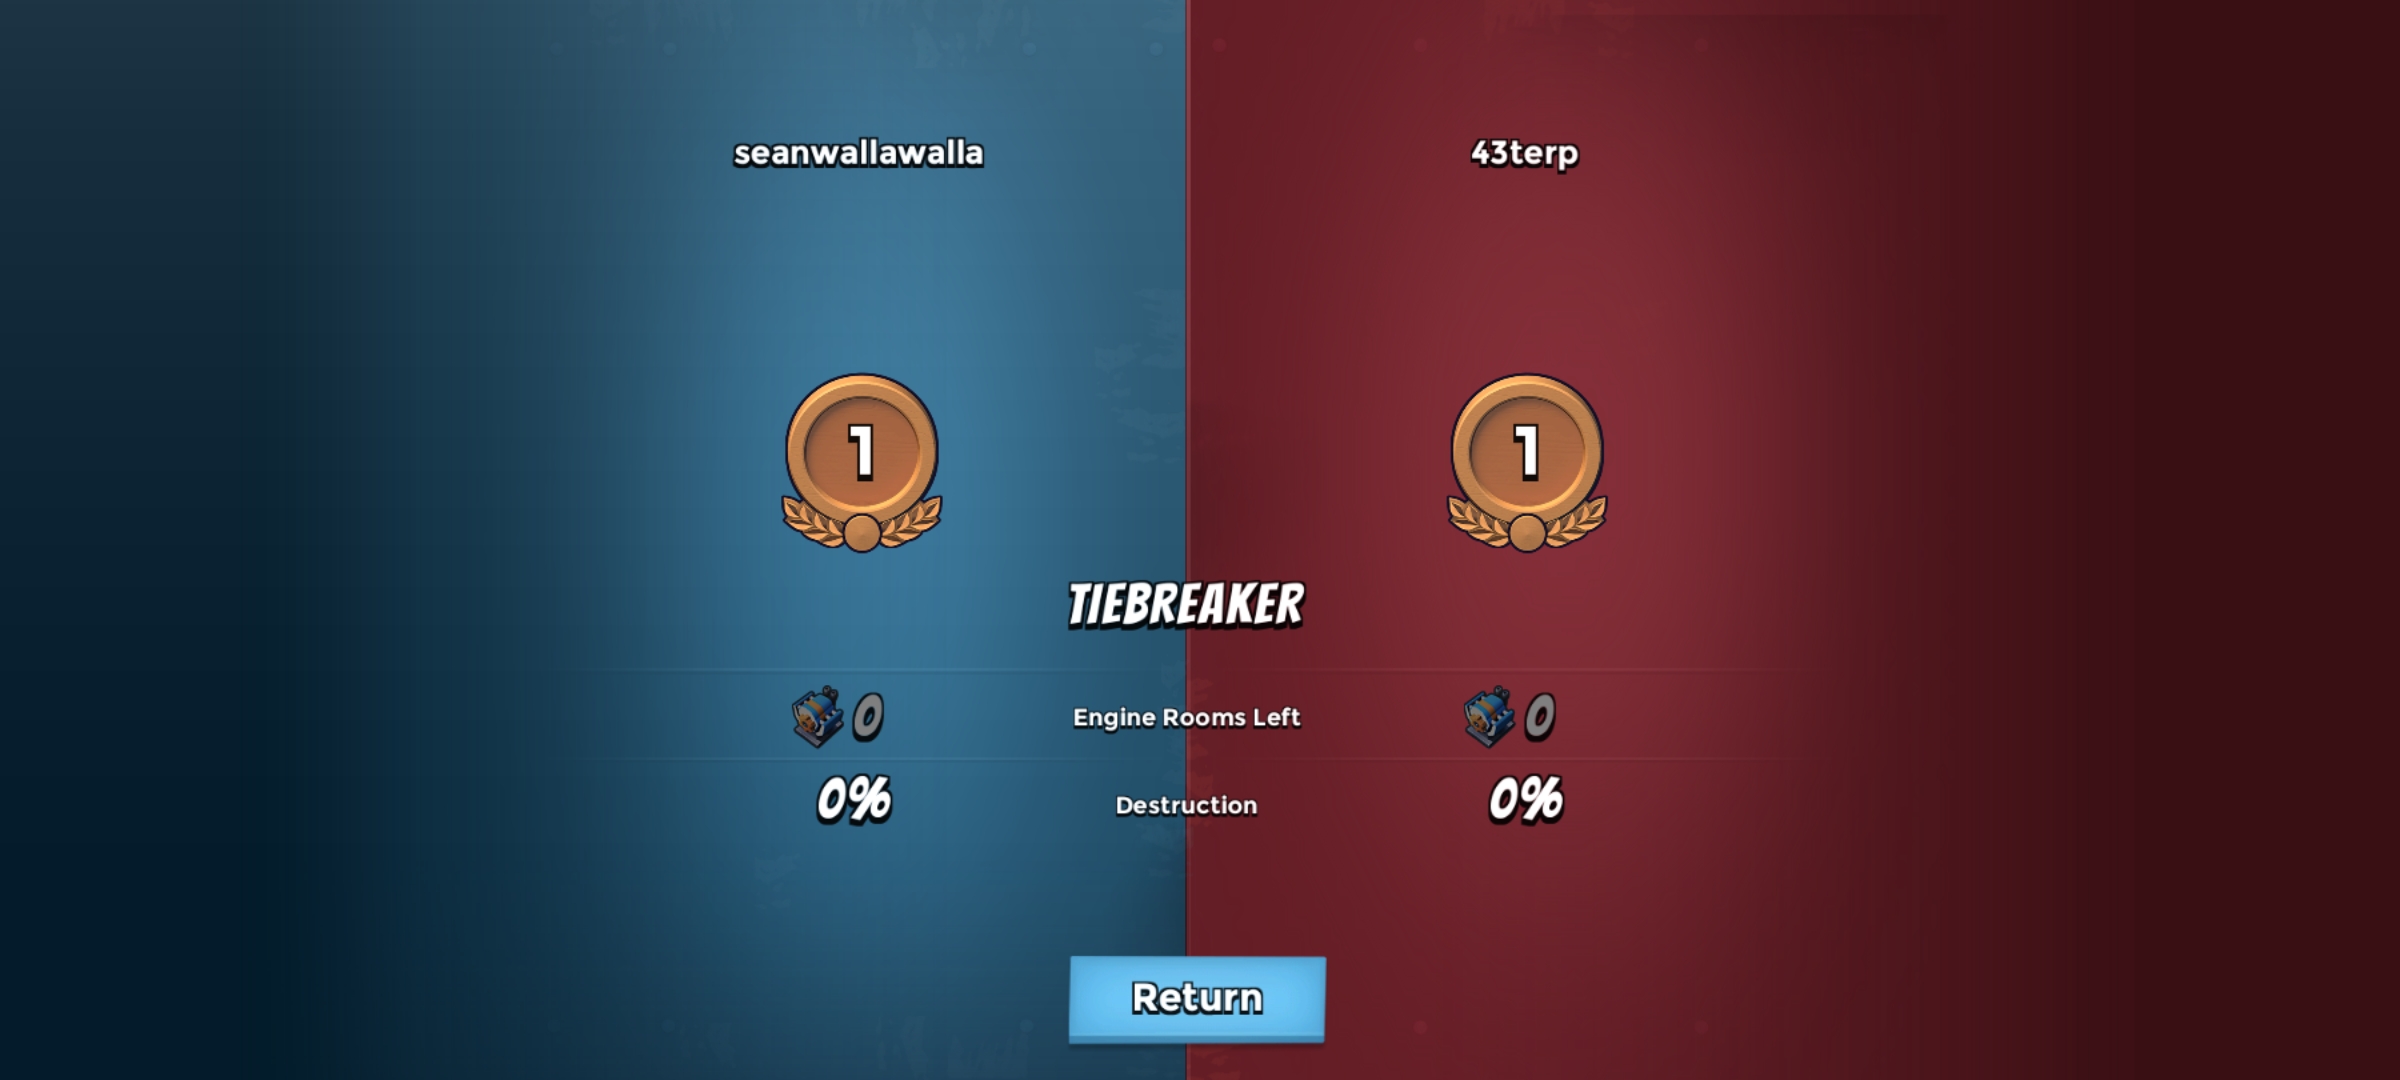 seanwallawalla
43terp
1
1
TIEBREAKER
0 Engine Rooms Left 0
0% Destruction 0%
Return